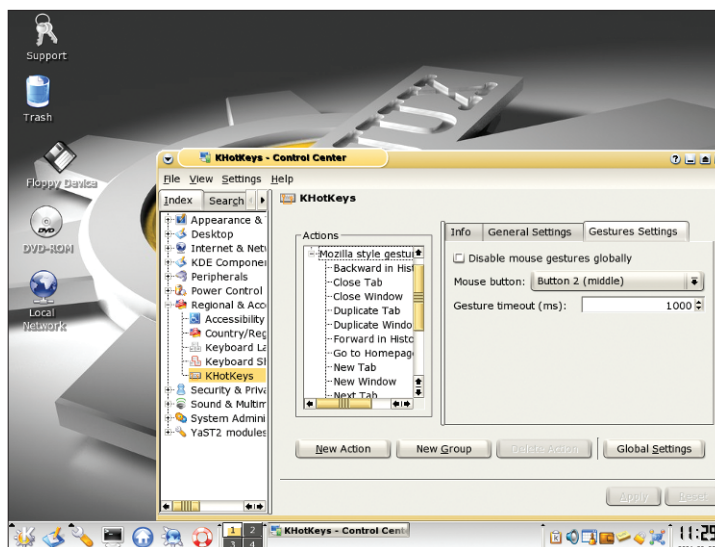 Support
Trash
Floppy Device
DVD-ROM
Local
Network
UX
KHotKeys - Control Center
File View Settings Help
Index Search
KHotKeys
Appearance &
Desktop
Internet & Net
KDE Componer
Peripherals
Power Control
Regional & Acc
Accessibility
Country/Reg
Keyboard La
Keyboard Sh
KHotKeys
Security & Priva
Sound & Multim
System Admini
YaST2 modules
Actions
Mozilla style gestu
Backward in Hist
Close Tab
Close Window
Duplicate Tab
Duplicate Windo
Forward in Histo
Go to Homepag
New Tab
New Window
Next Tab
Info General Settings Gestures Settings
Disable mouse gestures globally
Mouse button: Button 2 (middle)
Gesture timeout (ms): 1000
New Action New Group Delete Action Global Settings
Apply Reset
1 2
3 4
KHotKeys - Control Cent
11:29